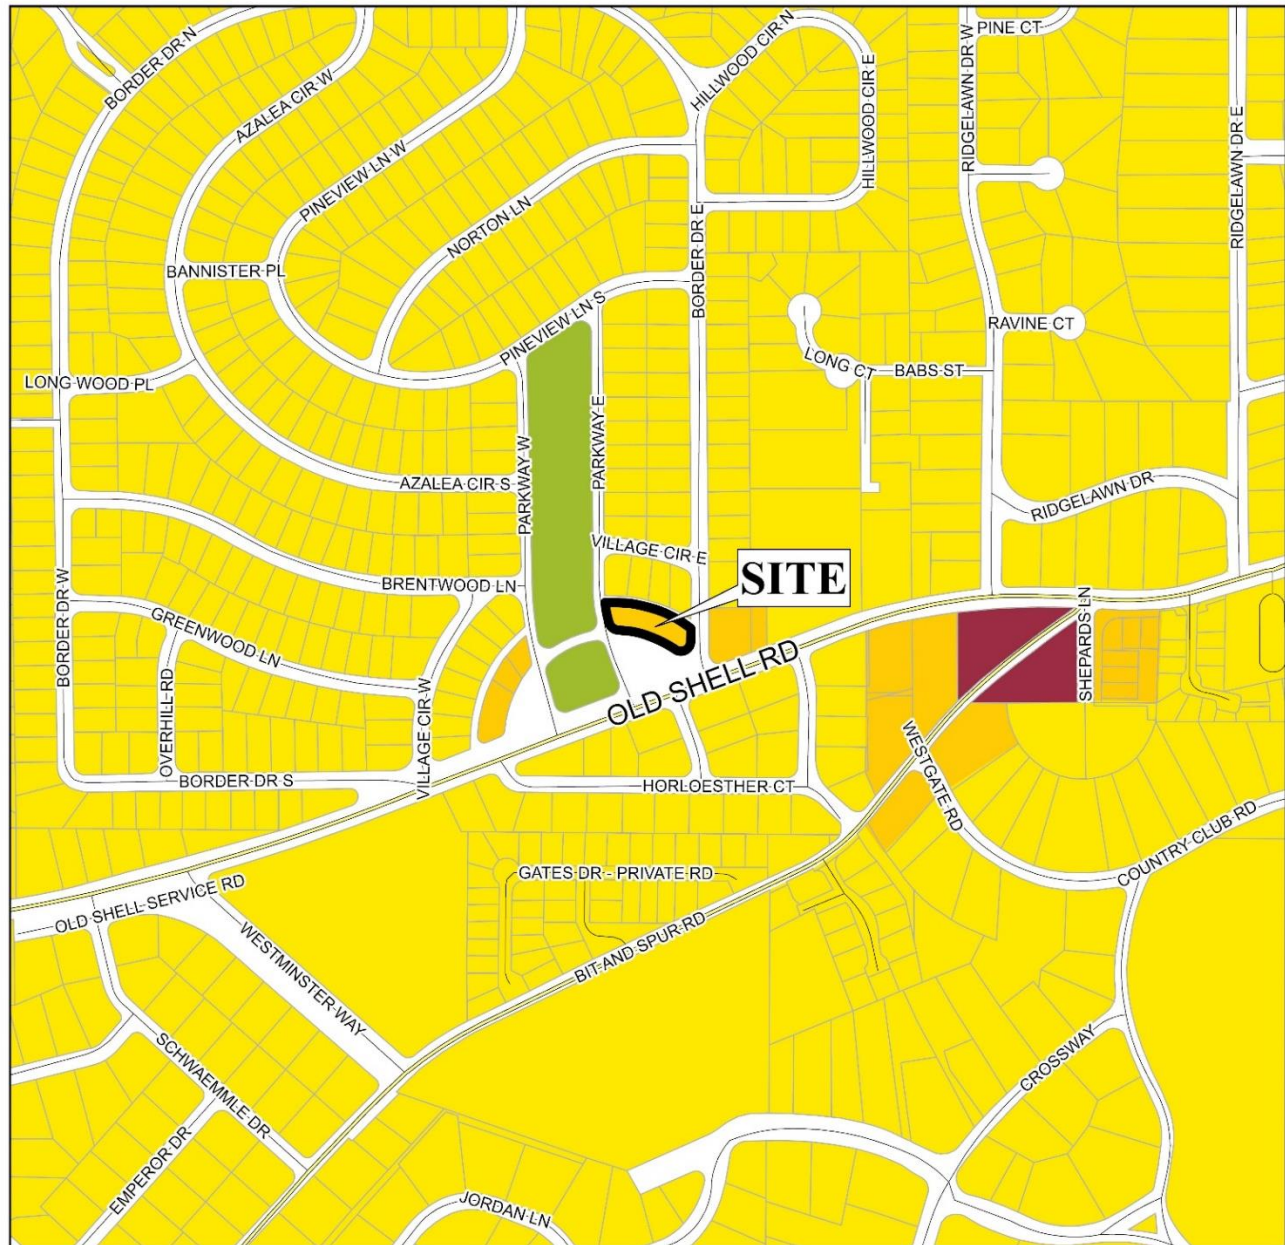 BORDER DR N
HILLWOOD CIR N
PINE CT
AZALEA CIR W
HILLWOOD CIR E
RIDGELAWN DR W
RIDGELAWN DR E
PINEVIEW LN W
NORTON LN
BORDER DR E
BANNISTER PL
PINEVIEW LN S
RAVINE CT
LONG WOOD PL
LONG CT
BABS ST
PARKWAY W
PARKWAY E
AZALEA CIR S
RIDGELAWN DR
VILLAGE CIR E
SITE
BRENTWOOD LN
BORDER DR W
GREENWOOD LN
SHEPARDS LN
OVERHILL RD
VILLAGE CIR W
OLD SHELL RD
WESTGATE RD
BORDER DR S
HORLOESTHER CT
COUNTRY CLUB RD
GATES DR - PRIVATE RD
OLD SHELL SERVICE RD
BIT AND SPUR RD
WESTMINSTER WAY
SCHWAEMMLE DR
CROSSWAY
EMPEROR DR
JORDAN LN